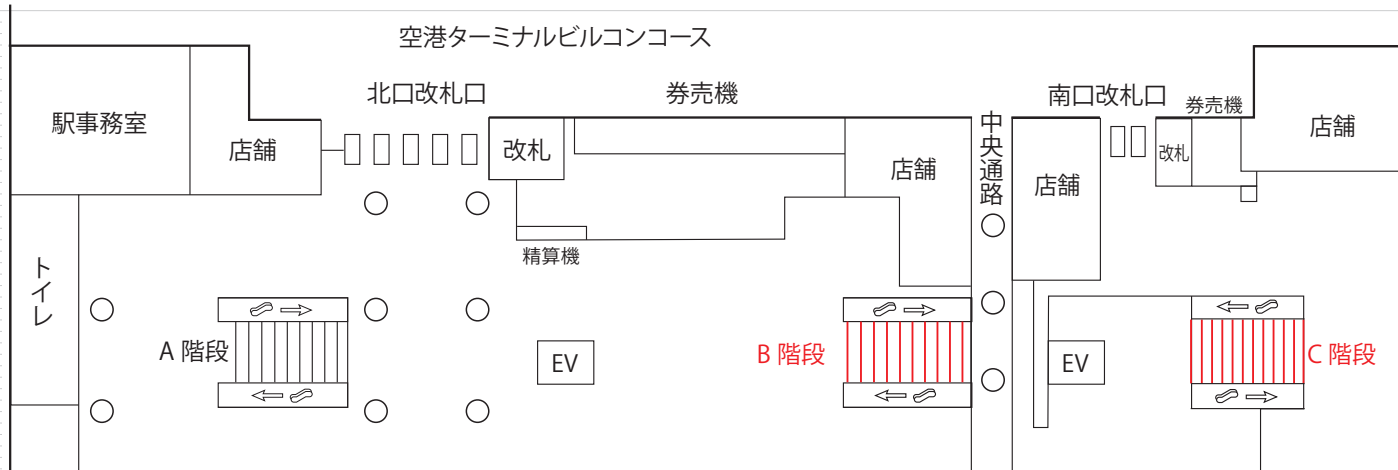 空港ターミナルビルコンコース
北口改札口
券売機
南口改札口
券売機
駅事務室
店舗
改札
店舗
中央通路
店舗
改札
店舗
精算機
トイレ
A 階段
EV
B 階段
EV
C 階段